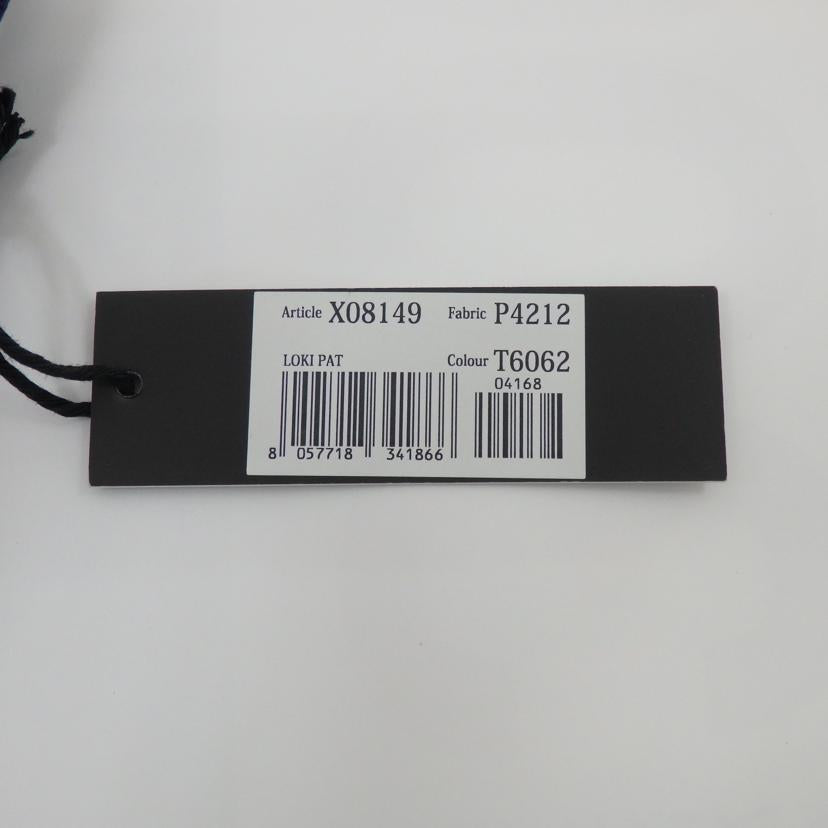 Article X08149 Fabric P4212
LOKI PAT Colour T6062
04168
8 057718 341866